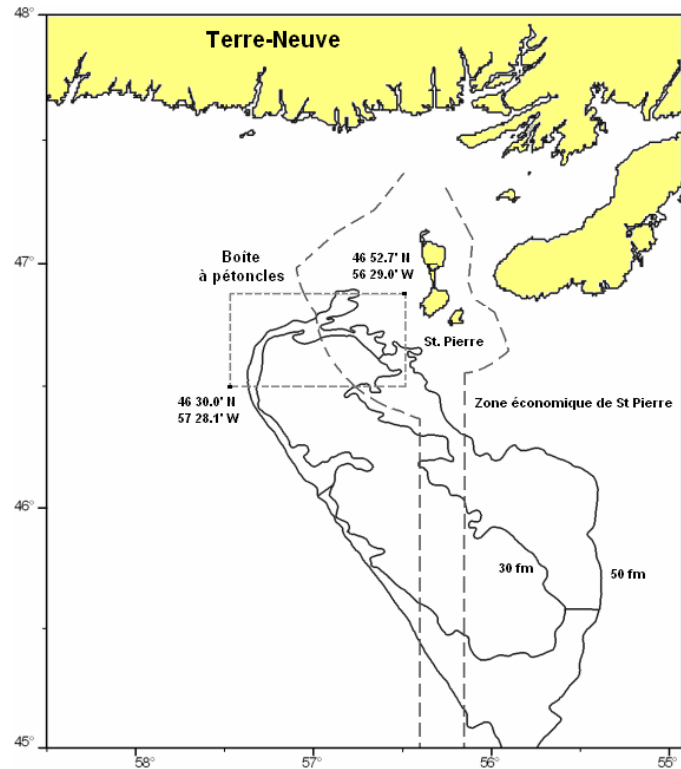 48°
Terre-Neuve
47°
Boîte
à pétoncles
46 52.7' N
56 29.0' W
St. Pierre
46 30.0' N
57 28.1' W
Zone économique de St Pierre
46°
30 fm
50 fm
45°
58°
57°
56°
55°